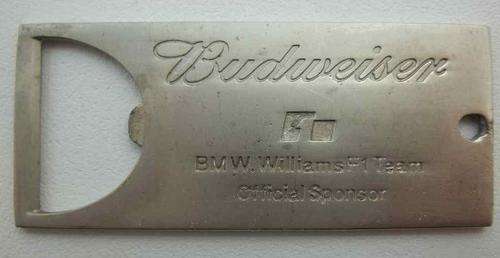 Budweiser
BMW. WilliamsF1 Team
Official Sponsor